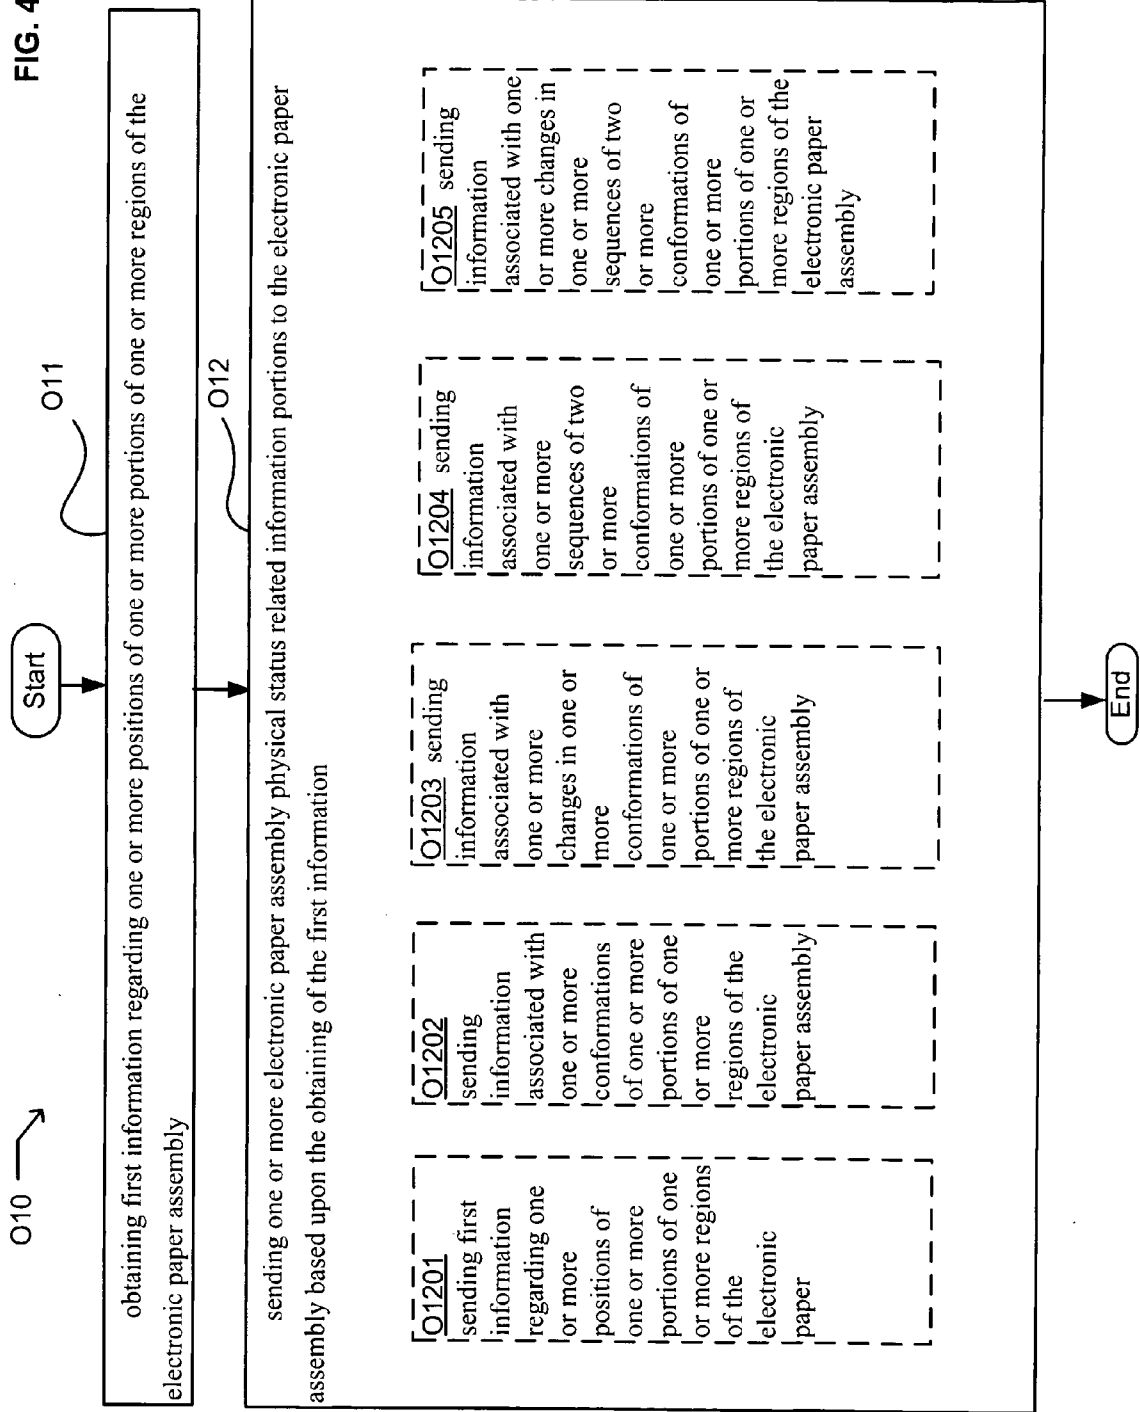 FIG. 4
O10
Start
O11
obtaining first information regarding one or more positions of one or more portions of one or more regions of the
electronic paper assembly
O12
sending one or more electronic paper assembly physical status related information portions to the electronic paper
assembly based upon the obtaining of the first information
O1201
sending first
information
regarding one
or more
positions of
one or more
portions of one
or more regions
of the
electronic
paper
O1202
sending
information
associated with
one or more
conformations
of one or more
portions of one
or more
regions of the
electronic
paper assembly
O1203 sending
information
associated with
one or more
changes in one or
more
conformations of
one or more
portions of one or
more regions of
the electronic
paper assembly
O1204 sending
information
associated with
one or more
sequences of two
or more
conformations of
one or more
portions of one or
more regions of
the electronic
paper assembly
O1205 sending
information
associated with one
or more changes in
one or more
sequences of two
or more
conformations of
one or more
portions of one or
more regions of the
electronic paper
assembly
End